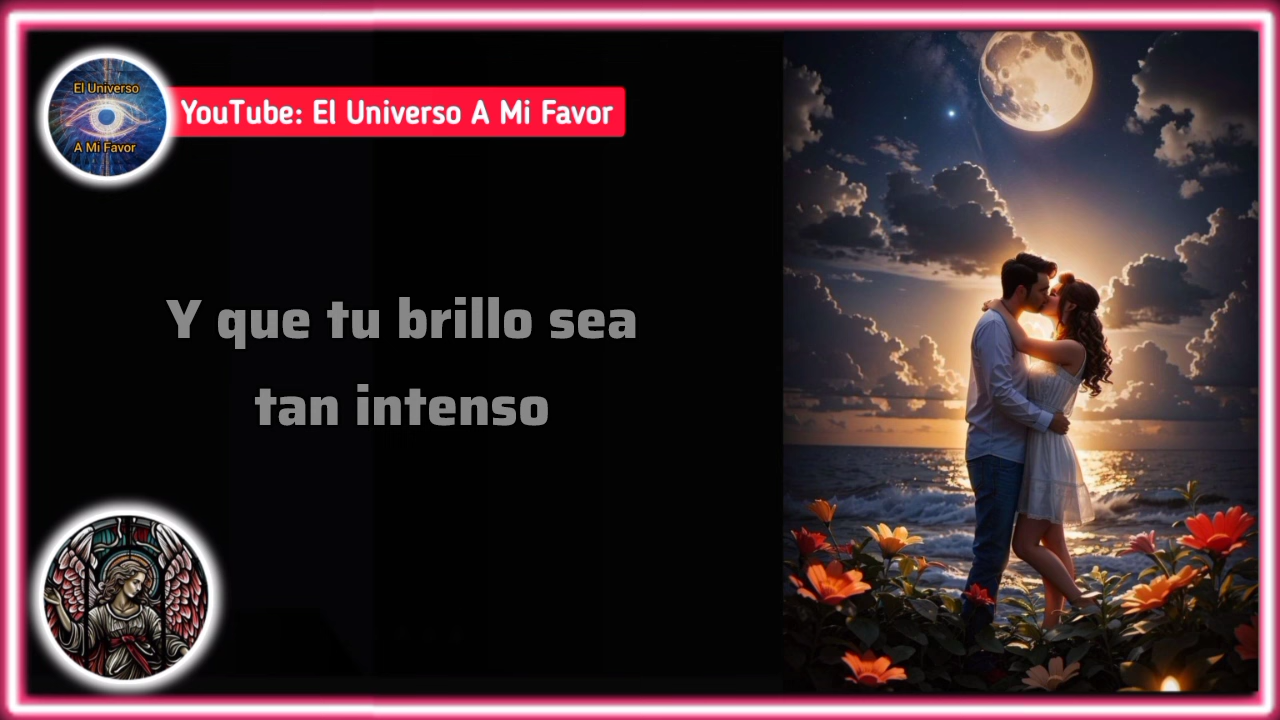 El Universo
A Mi Favor
YouTube: El Universo A Mi Favor
Y que tu brillo sea
tan intenso